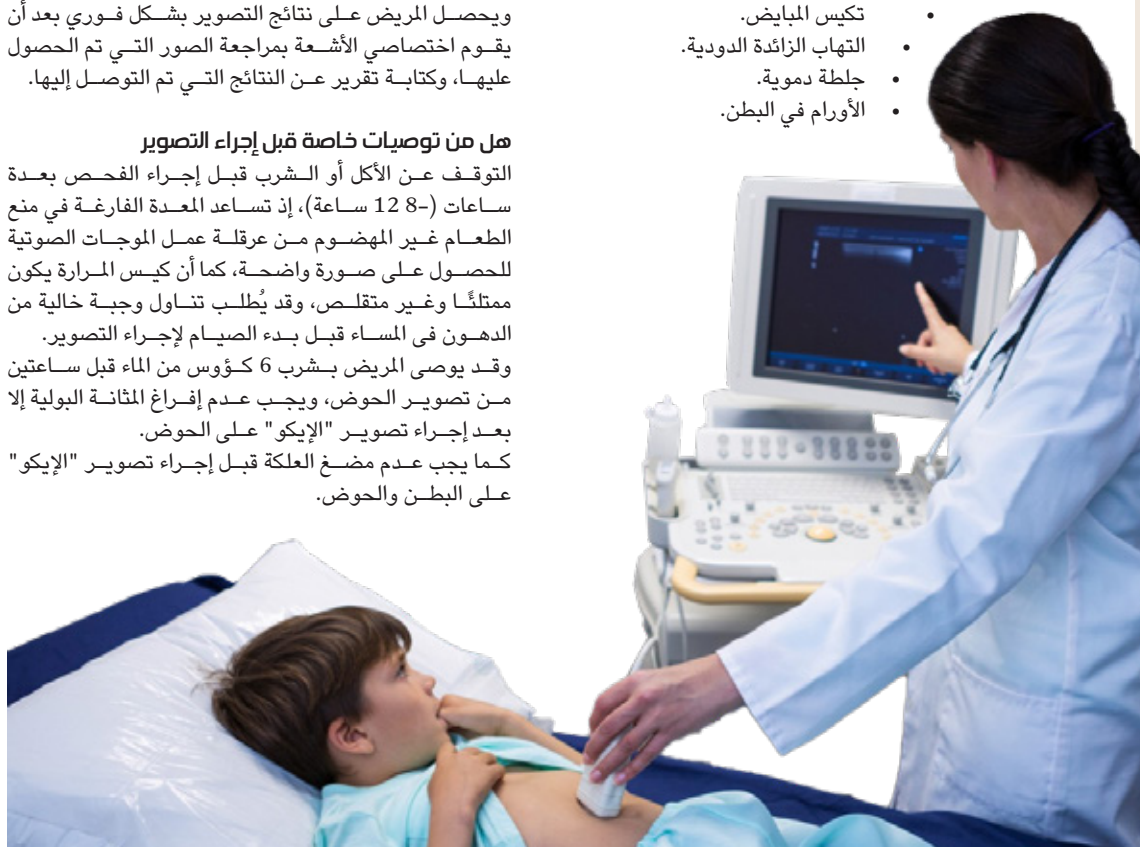 تكيس المبايض.
التهاب الزائدة الدودية.
جلطة دموية.
الأورام في البطن.
ويحصل المريض على نتائج التصوير بشكل فوري بعد أن
يقوم اختصاصي الأشعة بمراجعة الصور التي تم الحصول
عليها، وكتابة تقرير عن النتائج التي تم التوصل إليها.
هل من توصيات خاصة قبل إجراء التصوير
التوقف عن الأكل أو الشرب قبل إجراء الفحص بعدة
ساعات (-8 12 ساعة)، إذ تساعد المعدة الفارغة في منع
الطعام غير المهضوم من عرقلة عمل الموجات الصوتية
للحصول على صورة واضحة، كما أن كيس المرارة يكون
ممتلئًا وغير متقلص، وقد يُطلب تناول وجبة خالية من
الدهون فى المساء قبل بدء الصيام لإجراء التصوير.
وقد يوصى المريض بشرب 6 كؤوس من الماء قبل ساعتين
من تصوير الحوض، ويجب عدم إفراغ المثانة البولية إلا
بعد إجراء تصوير "الإيكو" على الحوض.
كما يجب عدم مضغ العلكة قبل إجراء تصوير "الإيكو"
على البطن والحوض.